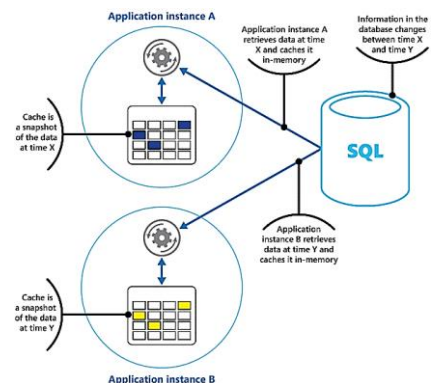 Application instance A
Application instance A
retrieves data at time
X and caches it
in-memory
Information in the
database changes
between time X
and time Y
Cache is
a snapshot
of the data
at time X
SQL
Application
instance B retrieves
data at time Y and
caches it in-memory
Cache is
a snapshot
of the data
at time Y
Application instance B